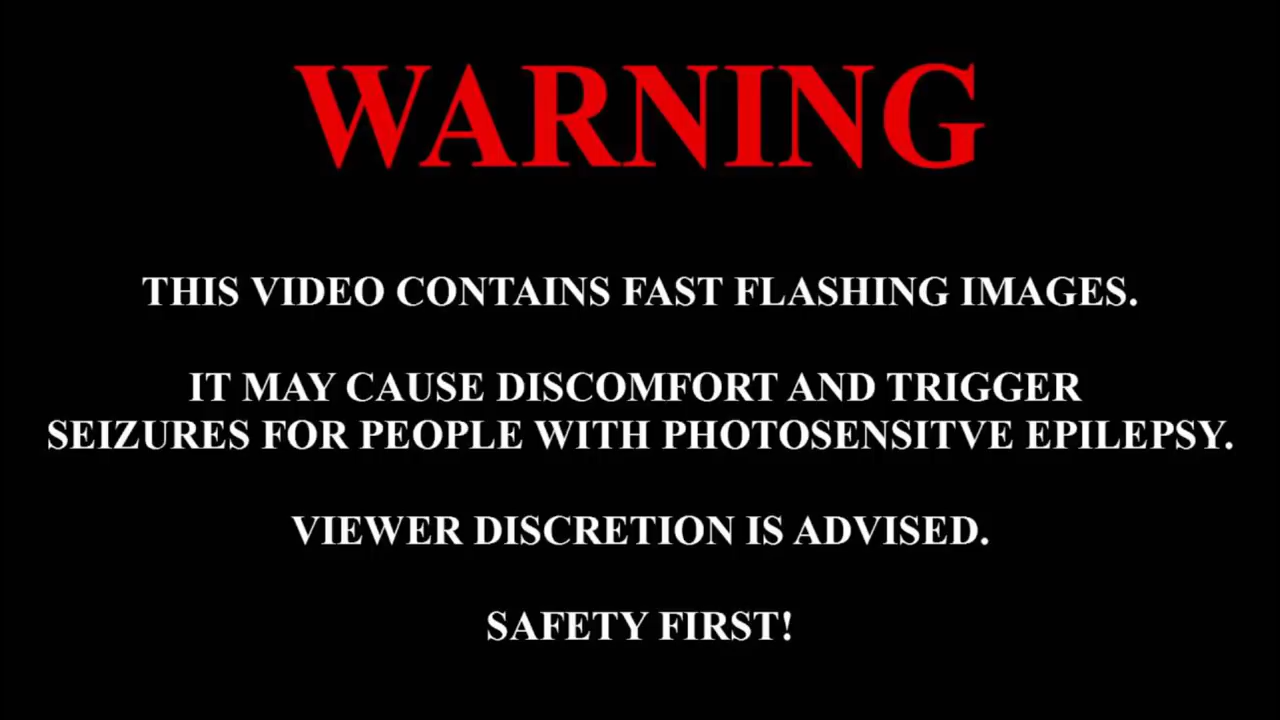 WARNING
THIS VIDEO CONTAINS FAST FLASHING IMAGES.
IT MAY CAUSE DISCOMFORT AND TRIGGER
SEIZURES FOR PEOPLE WITH PHOTOSENSITVE EPILEPSY.
VIEWER DISCRETION IS ADVISED.
SAFETY FIRST!